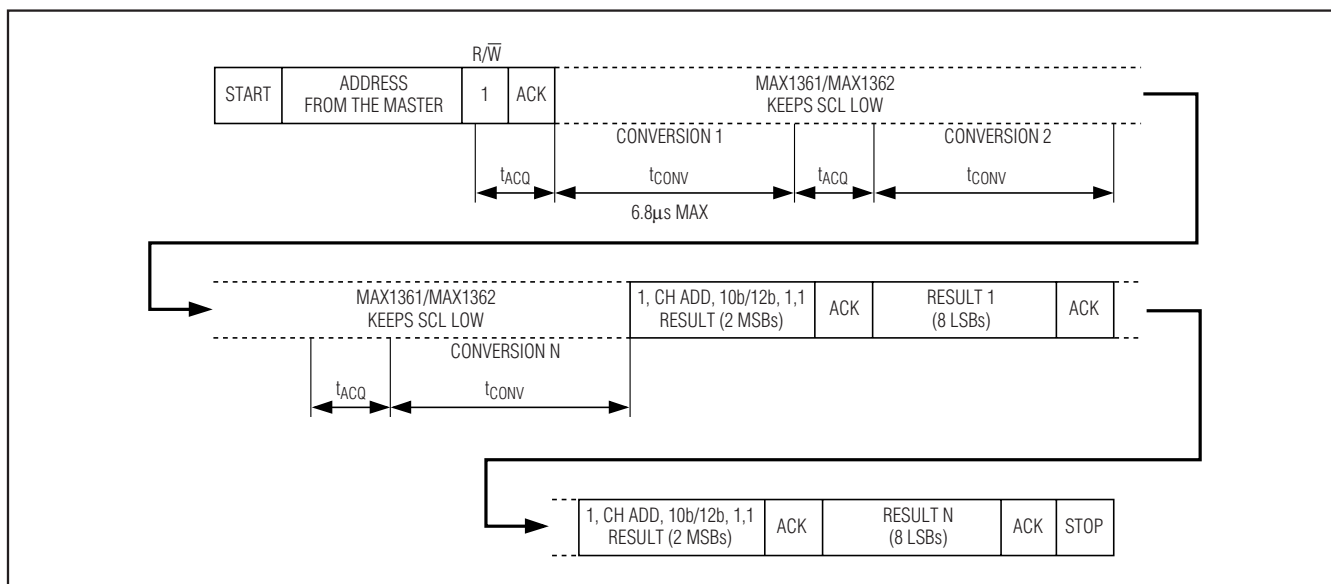 R/W̅
START
ADDRESS
FROM THE MASTER
1
ACK
MAX1361/MAX1362
KEEPS SCL LOW
CONVERSION 1
CONVERSION 2
tACQ
tCONV
tACQ
tCONV
6.8µs MAX
MAX1361/MAX1362
KEEPS SCL LOW
1, CH ADD, 10b/12b, 1,1
RESULT (2 MSBs)
ACK
RESULT 1
(8 LSBs)
ACK
CONVERSION N
tACQ
tCONV
1, CH ADD, 10b/12b, 1,1
RESULT (2 MSBs)
ACK
RESULT N
(8 LSBs)
ACK
STOP